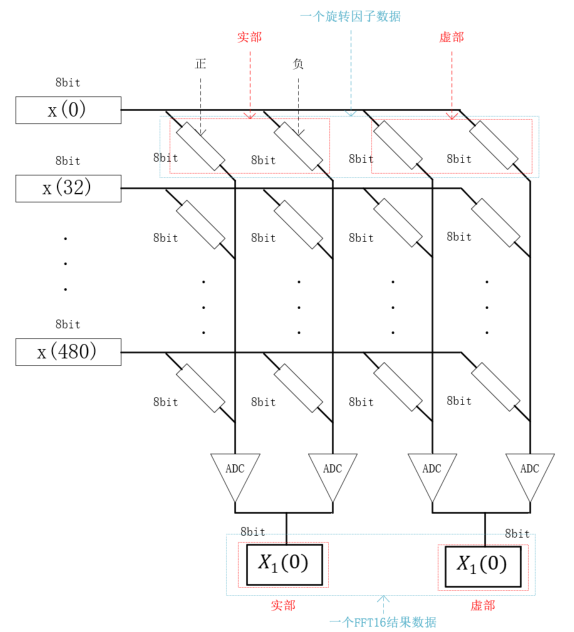 一个旋转因子数据
实部
虚部
正
负
8bit
x(0)
8bit
8bit
8bit
8bit
8bit
x(32)
8bit
8bit
8bit
8bit
8bit
x(480)
8bit
8bit
8bit
8bit
ADC
ADC
ADC
ADC
8bit
8bit
X₁(0)
X₁(0)
实部
虚部
一个FFT16结果数据